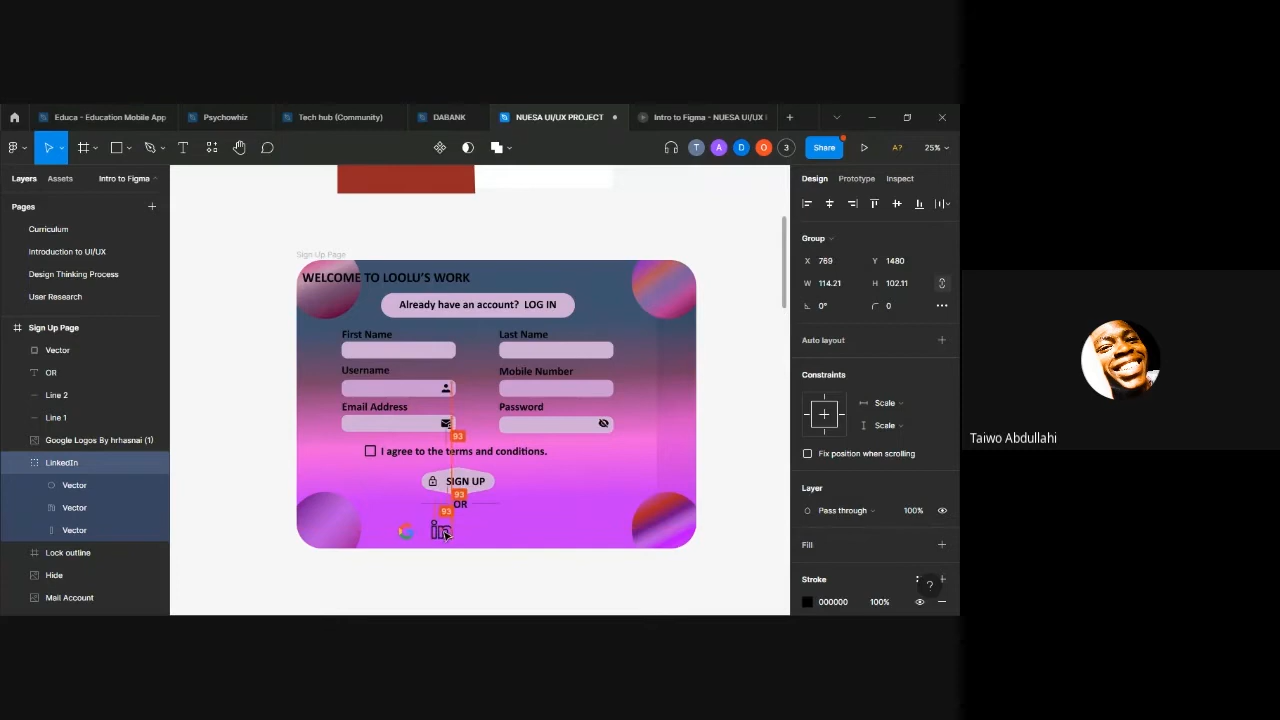 Educa - Education Mobile App
Psychowhiz
Tech hub (Community)
DABANK
NUESA UI/UX PROJECT
Intro to Figma - NUESA UI/UX
T A D O 3
Share
A?
25%
Layers
Assets
Intro to Figma
Design
Prototype
Inspect
Pages
Curriculum
Introduction to UI/UX
Design Thinking Process
User Research
Sign Up Page
Vector
OR
Line 2
Line 1
Google Logos By hrhasnai (1)
LinkedIn
Vector
Vector
Vector
Lock outline
Hide
Mail Account
Sign Up Page
WELCOME TO LOOLU'S WORK
Already have an account? LOG IN
First Name
Last Name
Username
Mobile Number
Email Address
Password
93
I agree to the terms and conditions.
SIGN UP
93
OR
93
in
Group
X 769
Y 1480
W 114.21
H 102.11
0°
0
Auto layout
Constraints
Scale
Scale
Fix position when scrolling
Layer
Pass through
100%
Fill
Stroke
?
000000
100%
Taiwo Abdullahi